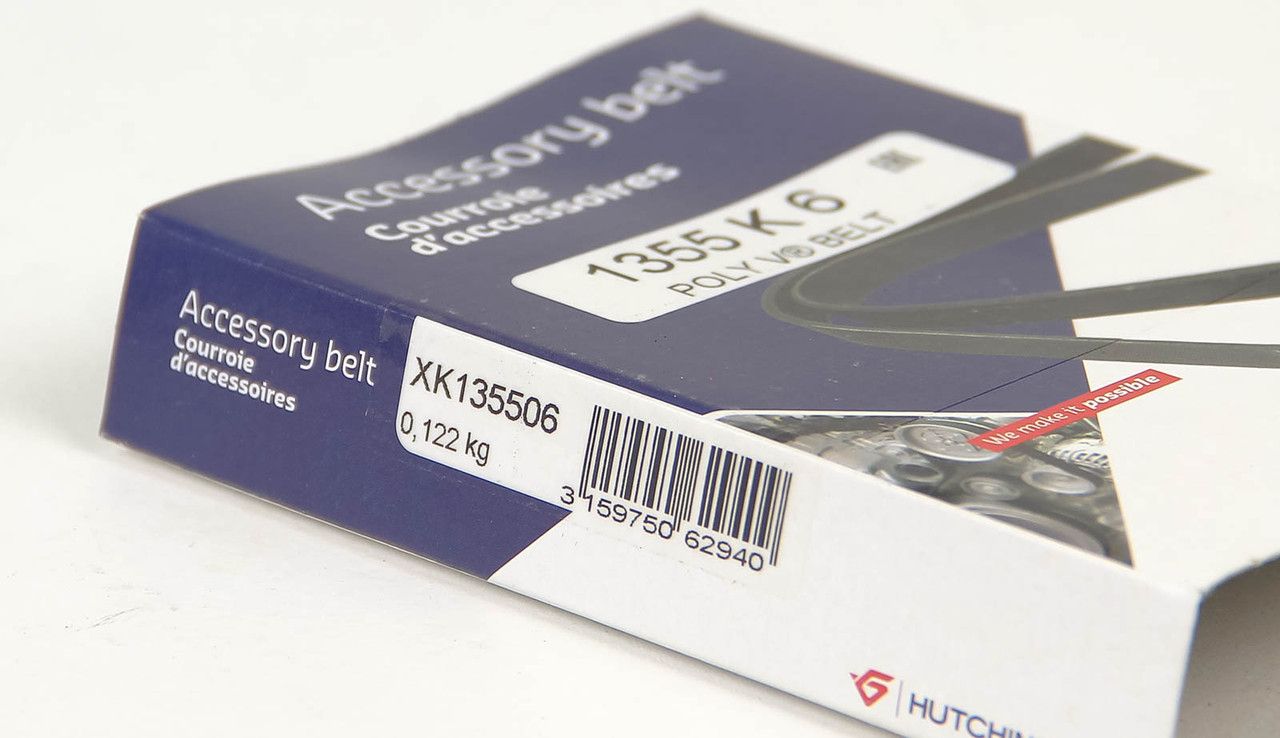 Accessory belt
Courroie
d'accessoires
1355 K 6
POLY V® BELT
Accessory belt
Courroie
d'accessoires
XK135506
0,122 kg
3 159750 62940
We make it possible
HUTCHIN